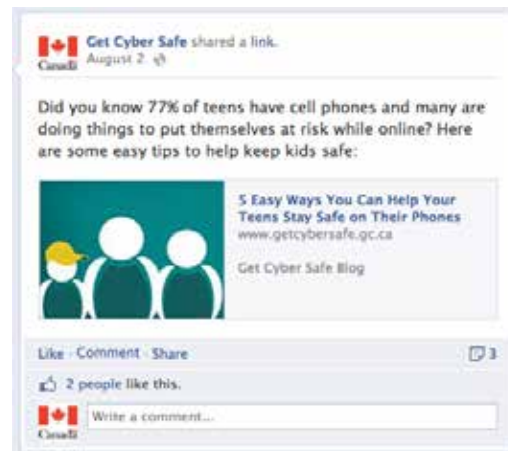 Get Cyber Safe shared a link.
Canada
August 2
Did you know 77% of teens have cell phones and many are
doing things to put themselves at risk while online? Here
are some easy tips to help keep kids safe:
5 Easy Ways You Can Help Your
Teens Stay Safe on Their Phones
www.getcybersafe.gc.ca
Get Cyber Safe Blog
Like · Comment · Share
3
2 people like this.
Write a comment...
Canada